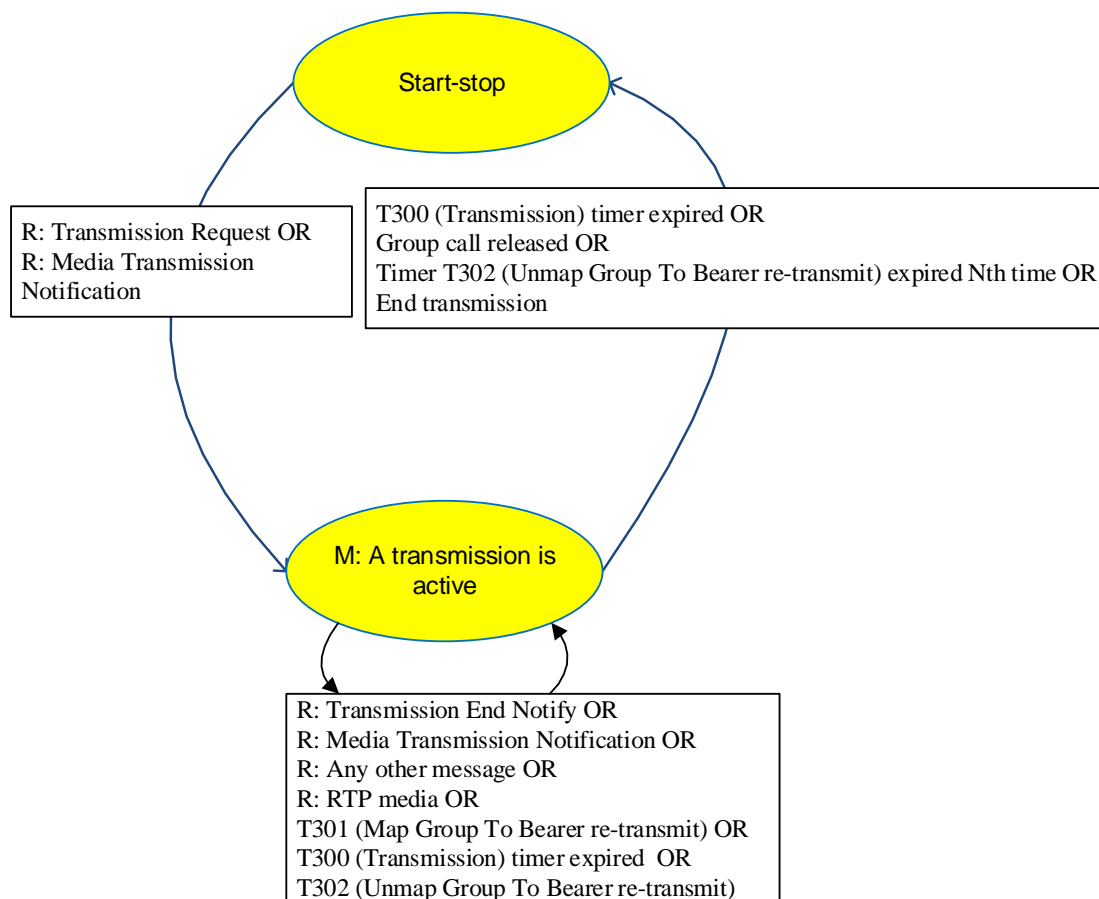 Start-stop
R: Transmission Request OR
R: Media Transmission
Notification
T300 (Transmission) timer expired OR
Group call released OR
Timer T302 (Unmap Group To Bearer re-transmit) expired Nth time OR
End transmission
M: A transmission is
active
R: Transmission End Notify OR
R: Media Transmission Notification OR
R: Any other message OR
R: RTP media OR
T301 (Map Group To Bearer re-transmit) OR
T300 (Transmission) timer expired  OR
T302 (Unmap Group To Bearer re-transmit)